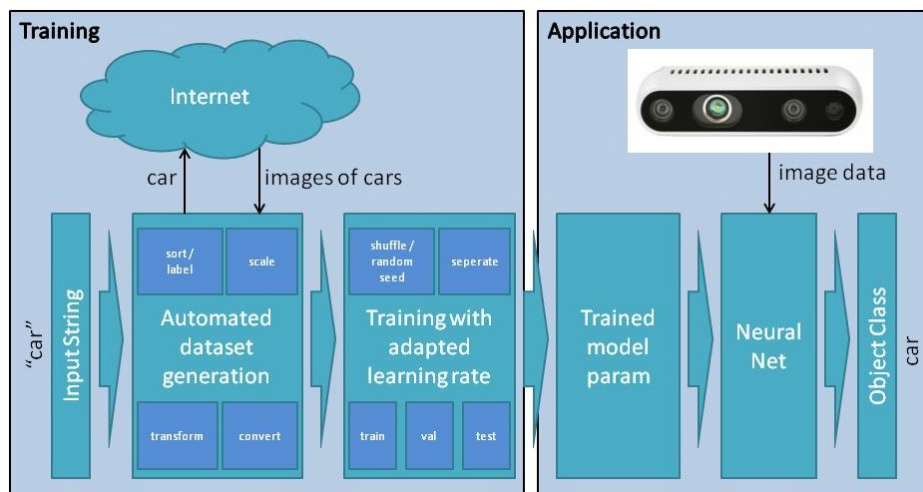 Training
Internet
car
images of cars
"car"
Input String
sort /
label
scale
Automated
dataset
generation
transform
convert
shuffle /
random
seed
seperate
Training with
adapted
learning rate
train
val
test
Application
image data
Trained
model
param
Neural
Net
Object Class
car